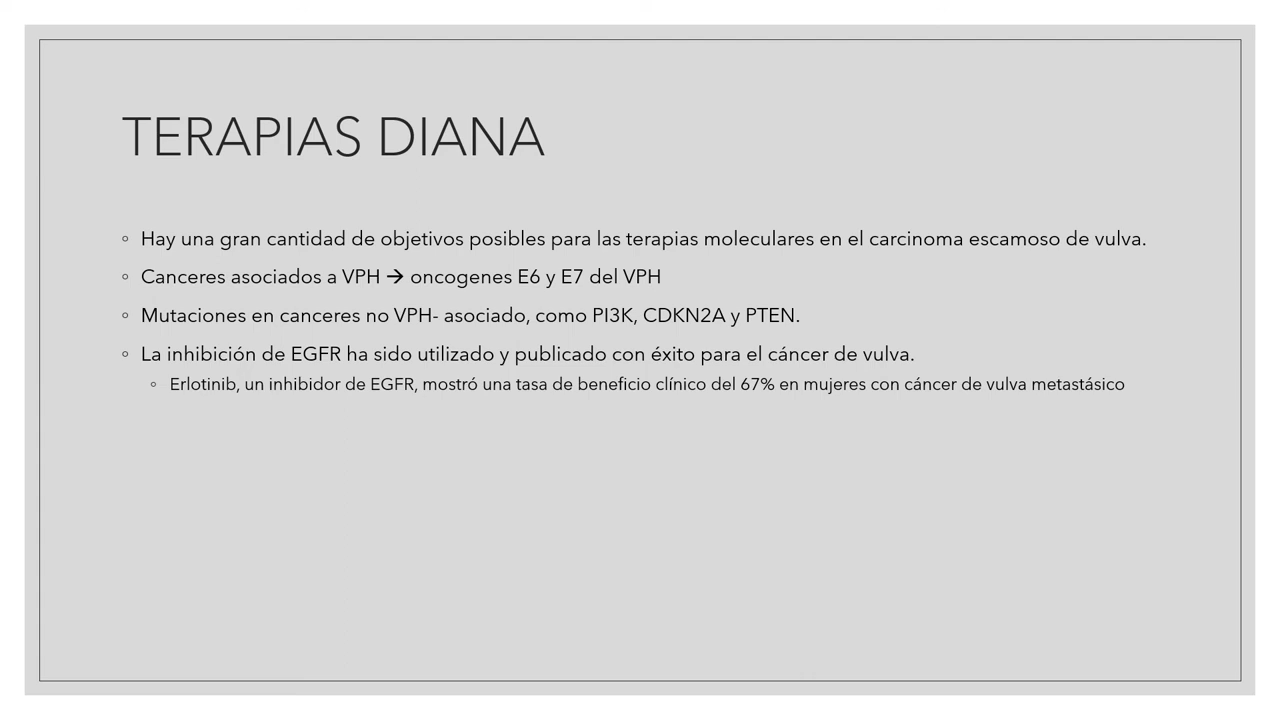 TERAPIAS DIANA
◦ Hay una gran cantidad de objetivos posibles para las terapias moleculares en el carcinoma escamoso de vulva.
◦ Canceres asociados a VPH → oncogenes E6 y E7 del VPH
◦ Mutaciones en canceres no VPH- asociado, como PI3K, CDKN2A y PTEN.
◦ La inhibición de EGFR ha sido utilizado y publicado con éxito para el cáncer de vulva.
◦ Erlotinib, un inhibidor de EGFR, mostró una tasa de beneficio clínico del 67% en mujeres con cáncer de vulva metastásico